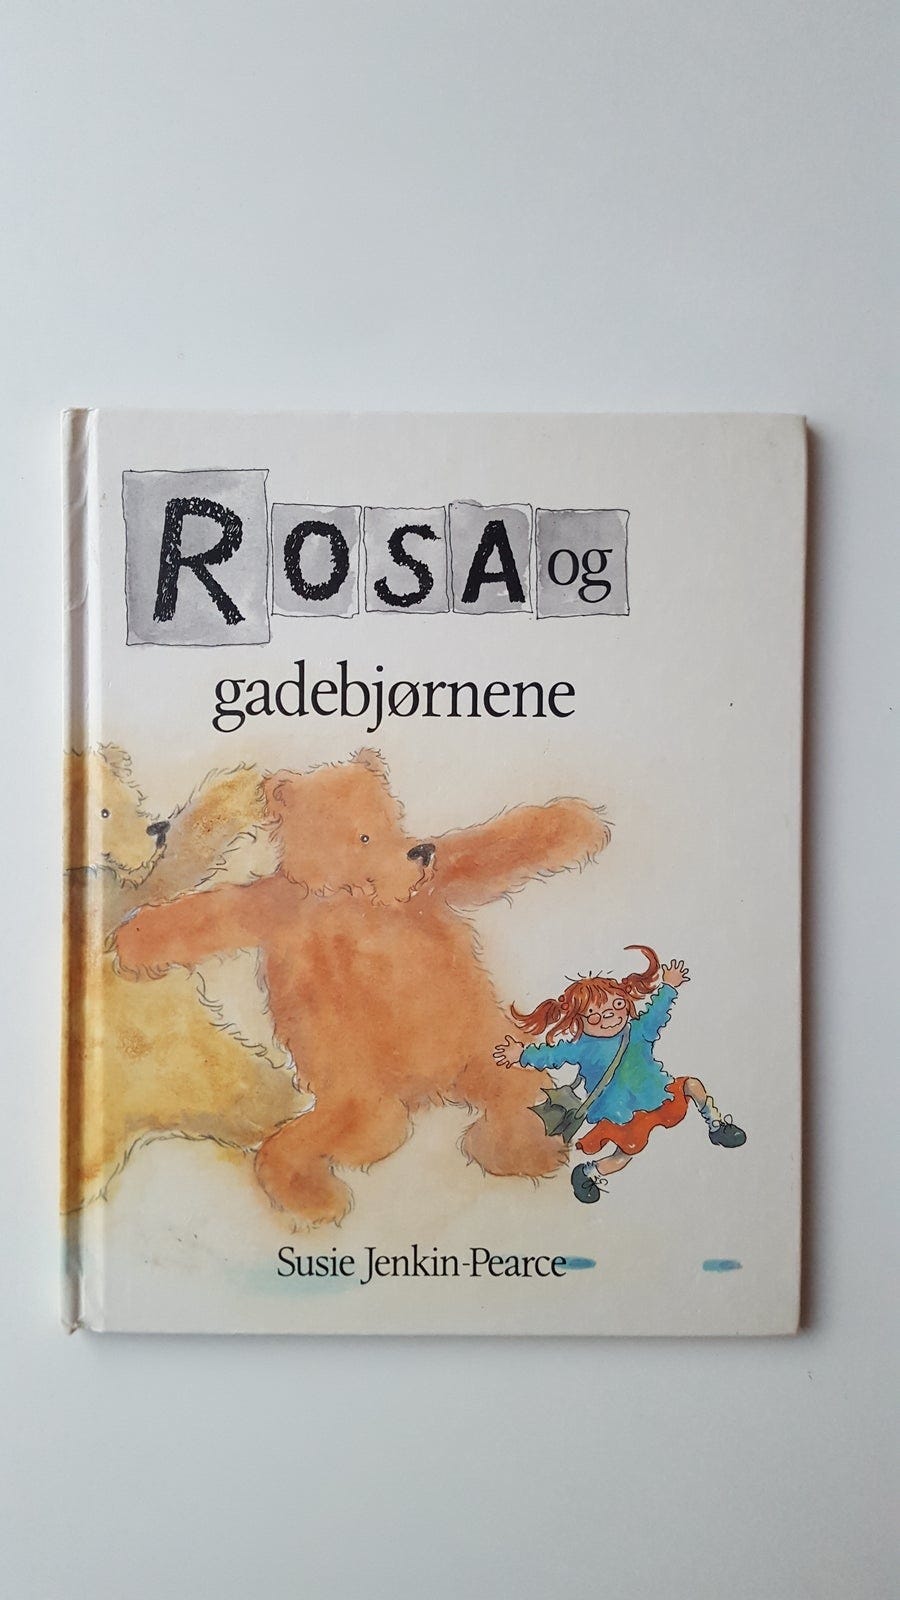 ROSA og
gadebjørnene
Susie Jenkin-Pearce